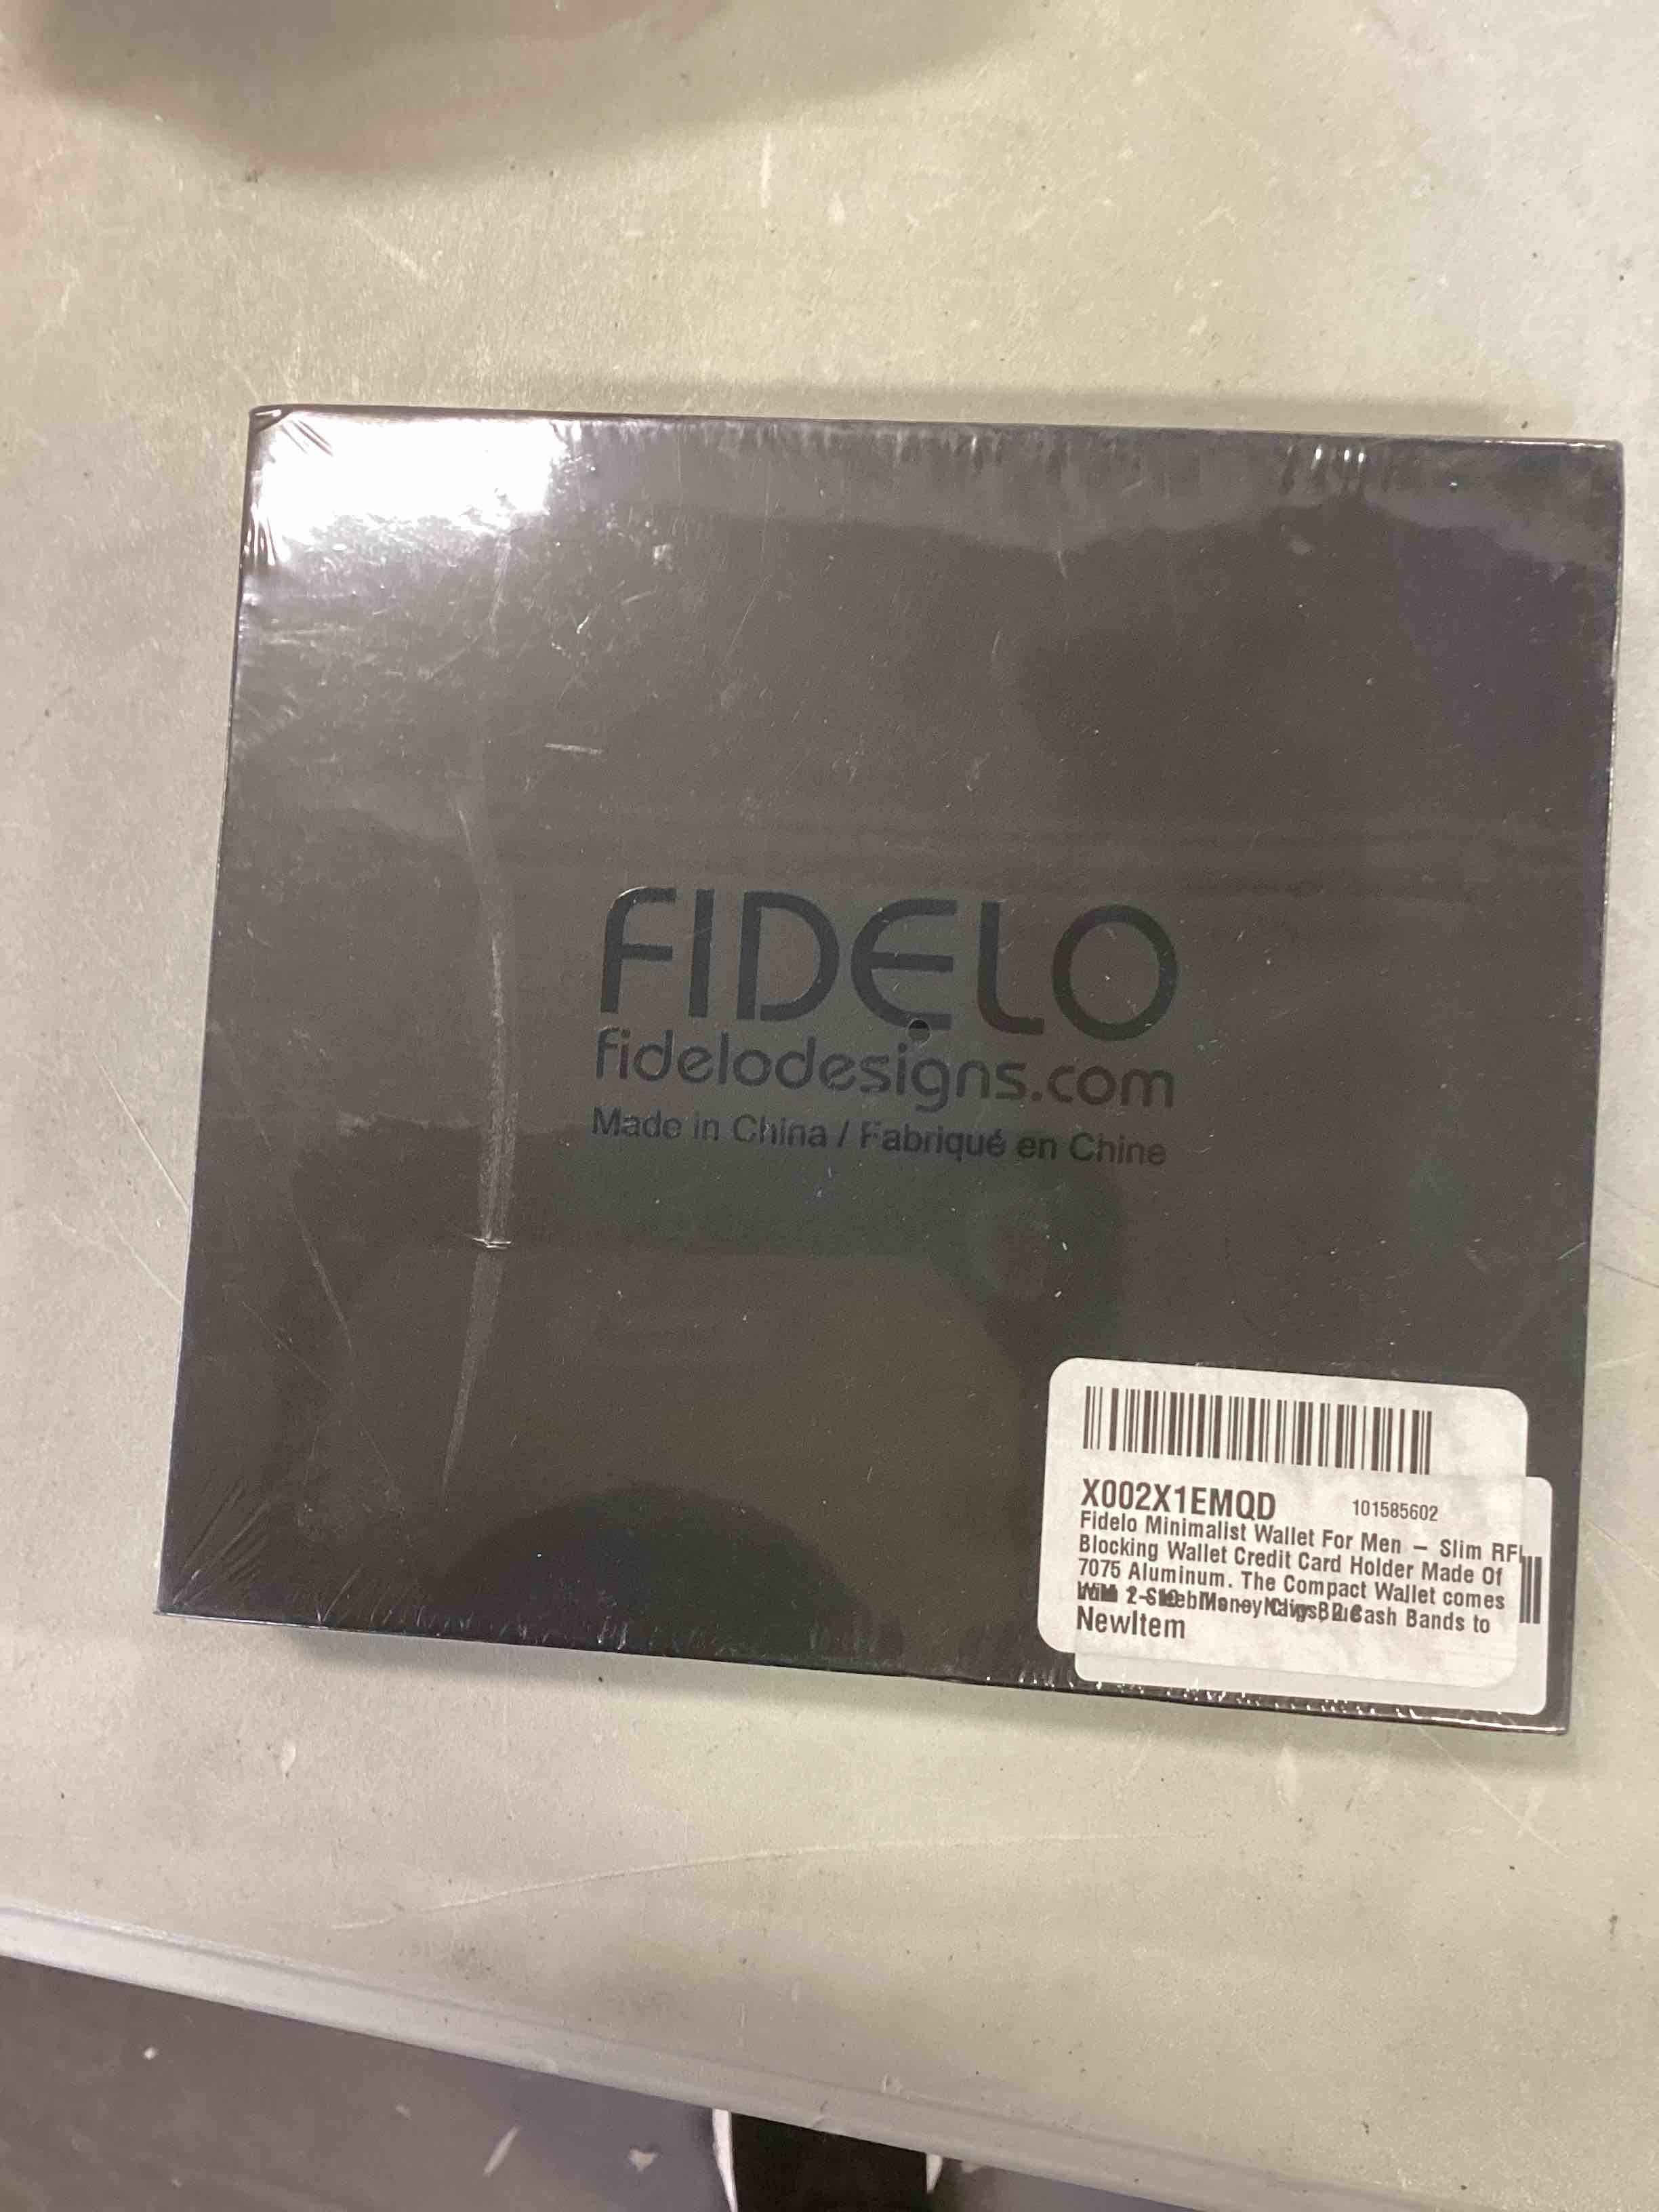 FIDELO
fidelodesigns.com
Made in China / Fabriqué en Chine
X002X1EMQD 101585602
Fidelo Minimalist Wallet For Men – Slim RFI
Blocking Wallet Credit Card Holder Made Of
7075 Aluminum. The Compact Wallet comes
Cash Bands to
NewItem